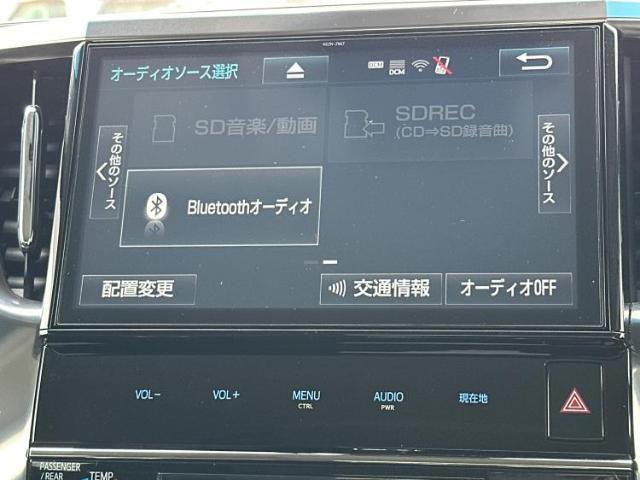 オーディオソース選択
DCM
DCM
SD音楽/動画
SDREC
(CD⇒SD録音曲)
その他のソース
その他のソース
Bluetoothオーディオ
配置変更
交通情報
オーディオOFF
VOL−
VOL+
MENU
CTRL
AUDIO
PWR
現在地
PASSENGER
/REAR
TEMP